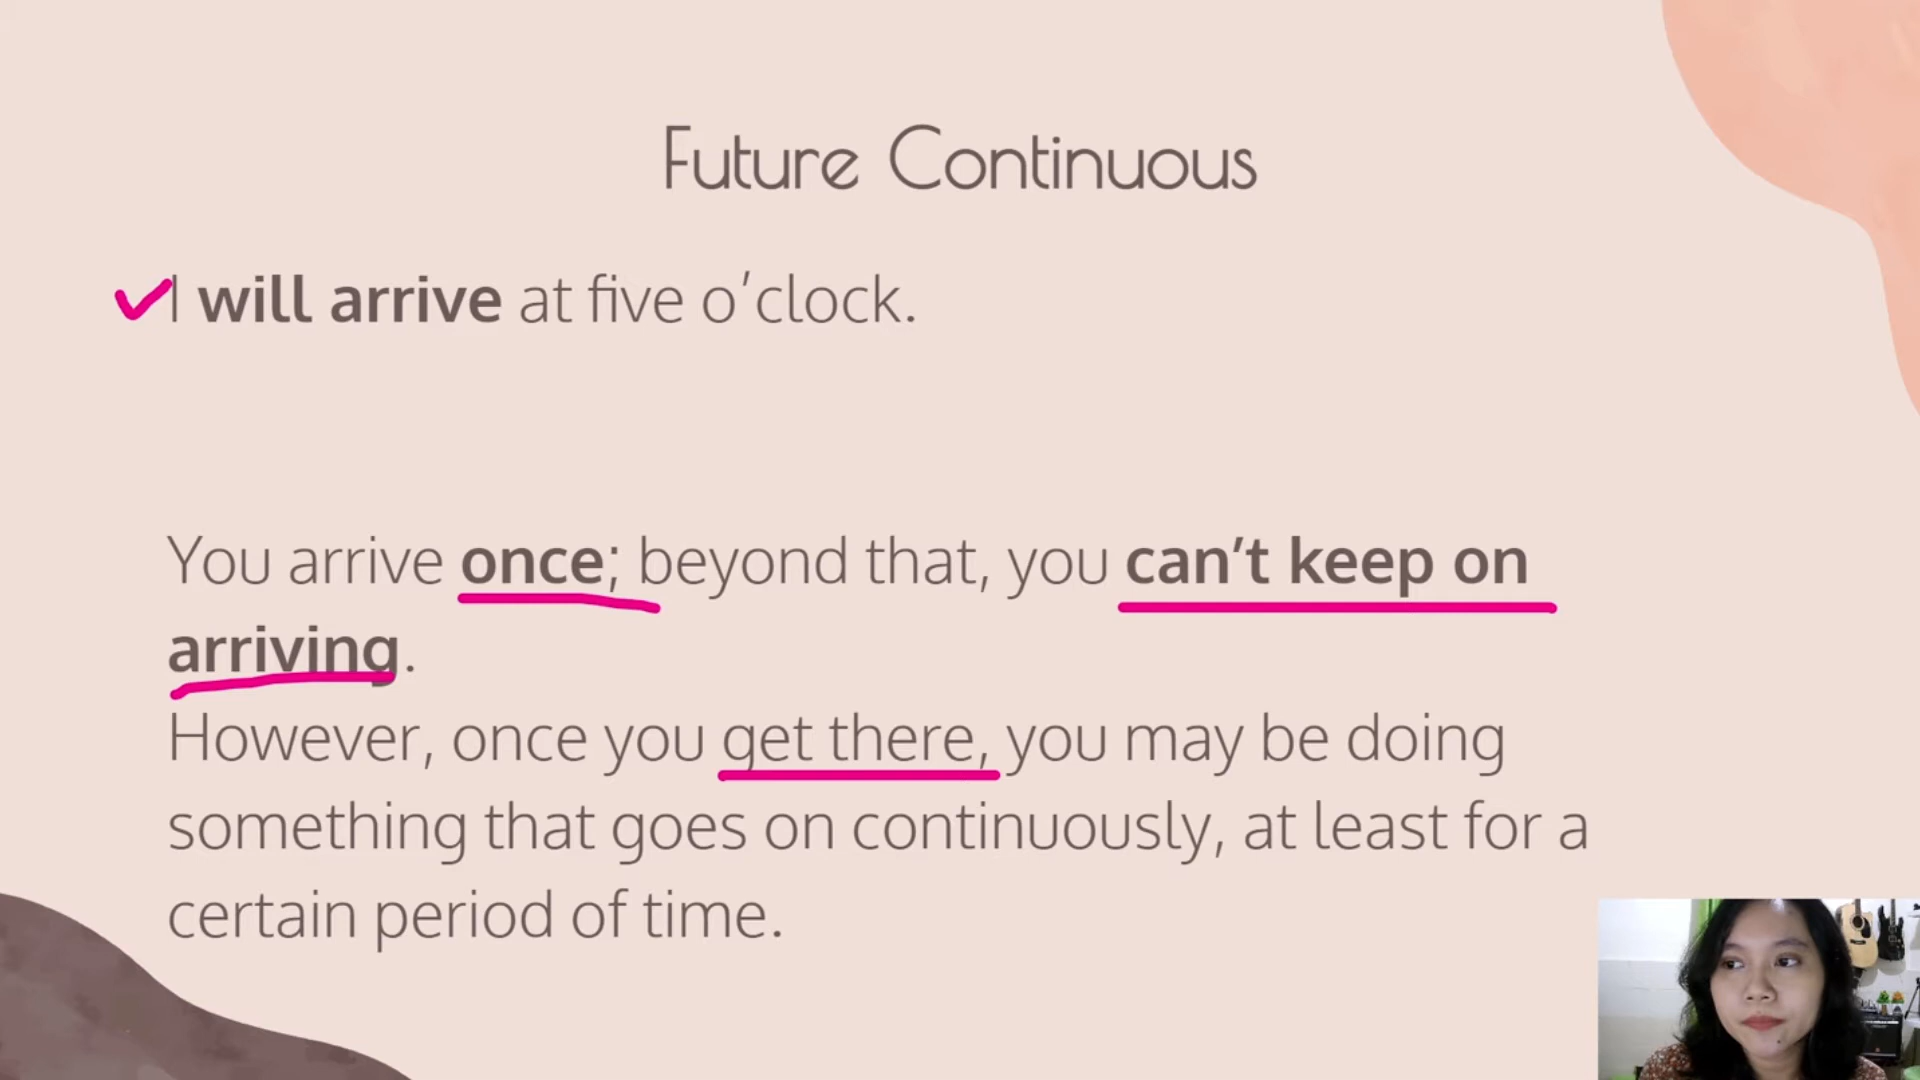 Future Continuous
I will arrive at five o’clock.
You arrive once; beyond that, you can’t keep on
arriving.
However, once you get there, you may be doing
something that goes on continuously, at least for a
certain period of time.